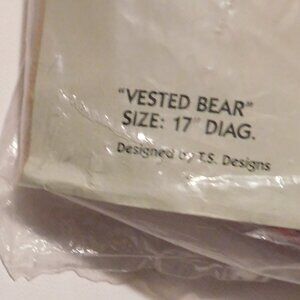 "VESTED BEAR"
SIZE: 17" DIAG.
Designed by T.S. Designs